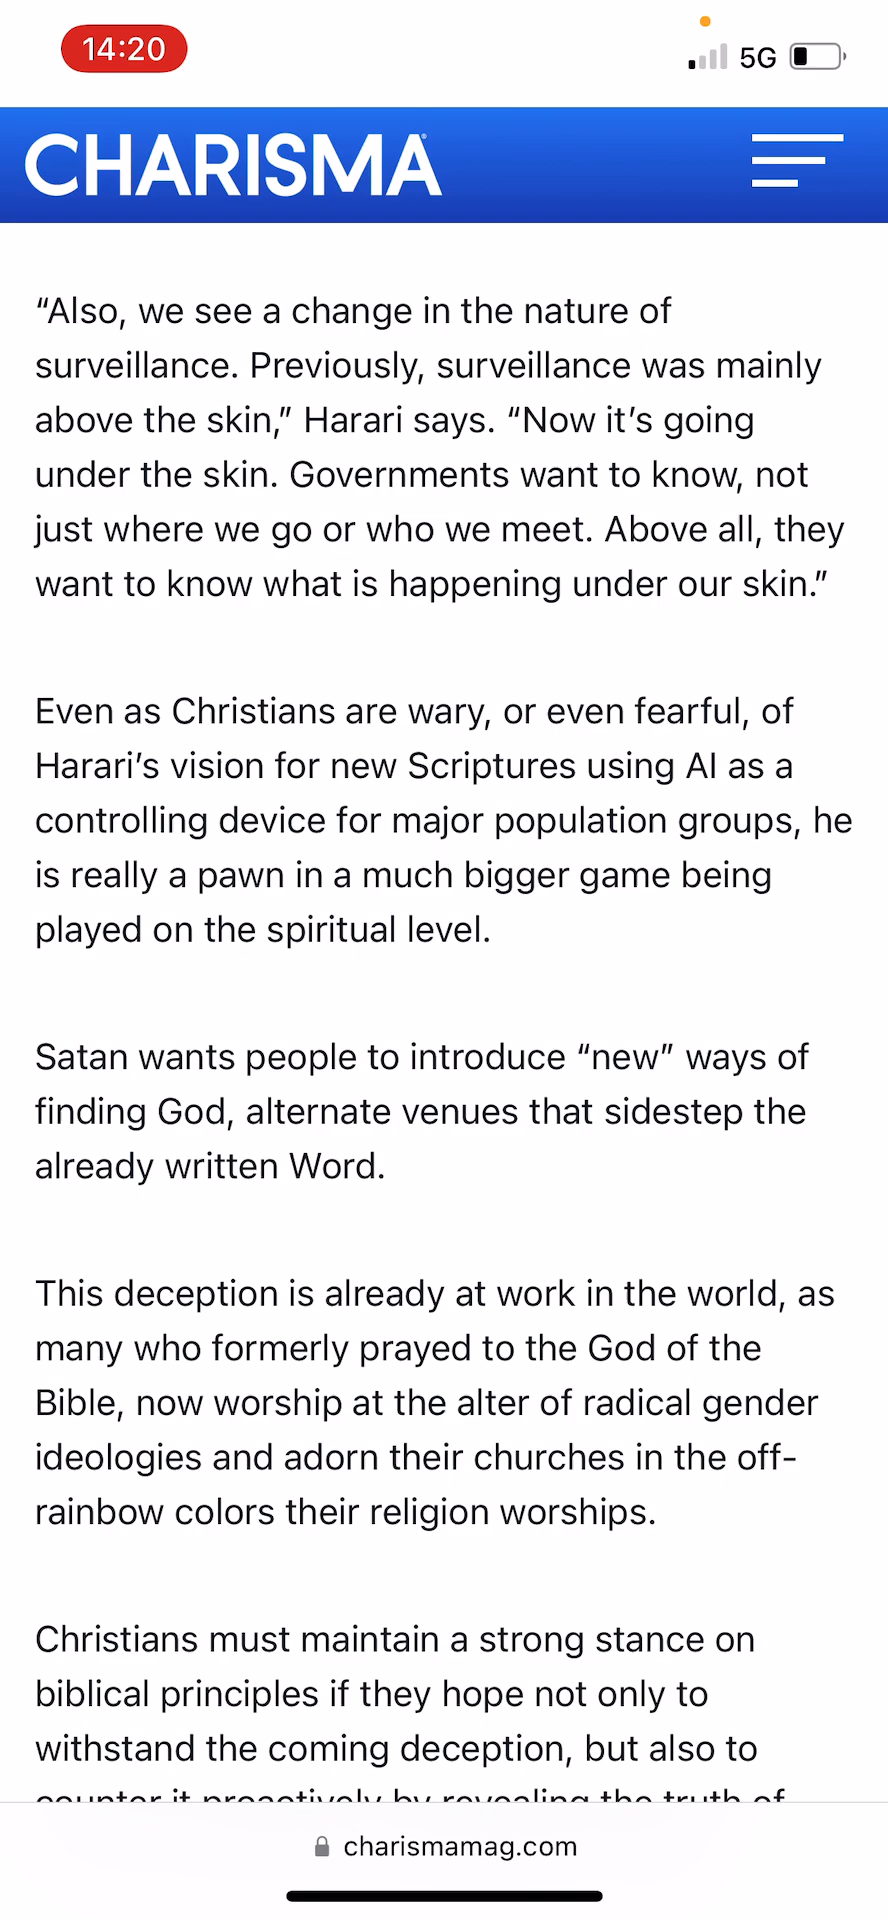 14:20
5G
CHARISMA
“Also, we see a change in the nature of
surveillance. Previously, surveillance was mainly
above the skin,” Harari says. “Now it’s going
under the skin. Governments want to know, not
just where we go or who we meet. Above all, they
want to know what is happening under our skin.”
Even as Christians are wary, or even fearful, of
Harari’s vision for new Scriptures using AI as a
controlling device for major population groups, he
is really a pawn in a much bigger game being
played on the spiritual level.
Satan wants people to introduce “new” ways of
finding God, alternate venues that sidestep the
already written Word.
This deception is already at work in the world, as
many who formerly prayed to the God of the
Bible, now worship at the alter of radical gender
ideologies and adorn their churches in the off-
rainbow colors their religion worships.
Christians must maintain a strong stance on
biblical principles if they hope not only to
withstand the coming deception, but also to
counter it proactively by revealing the truth of
charismamag.com